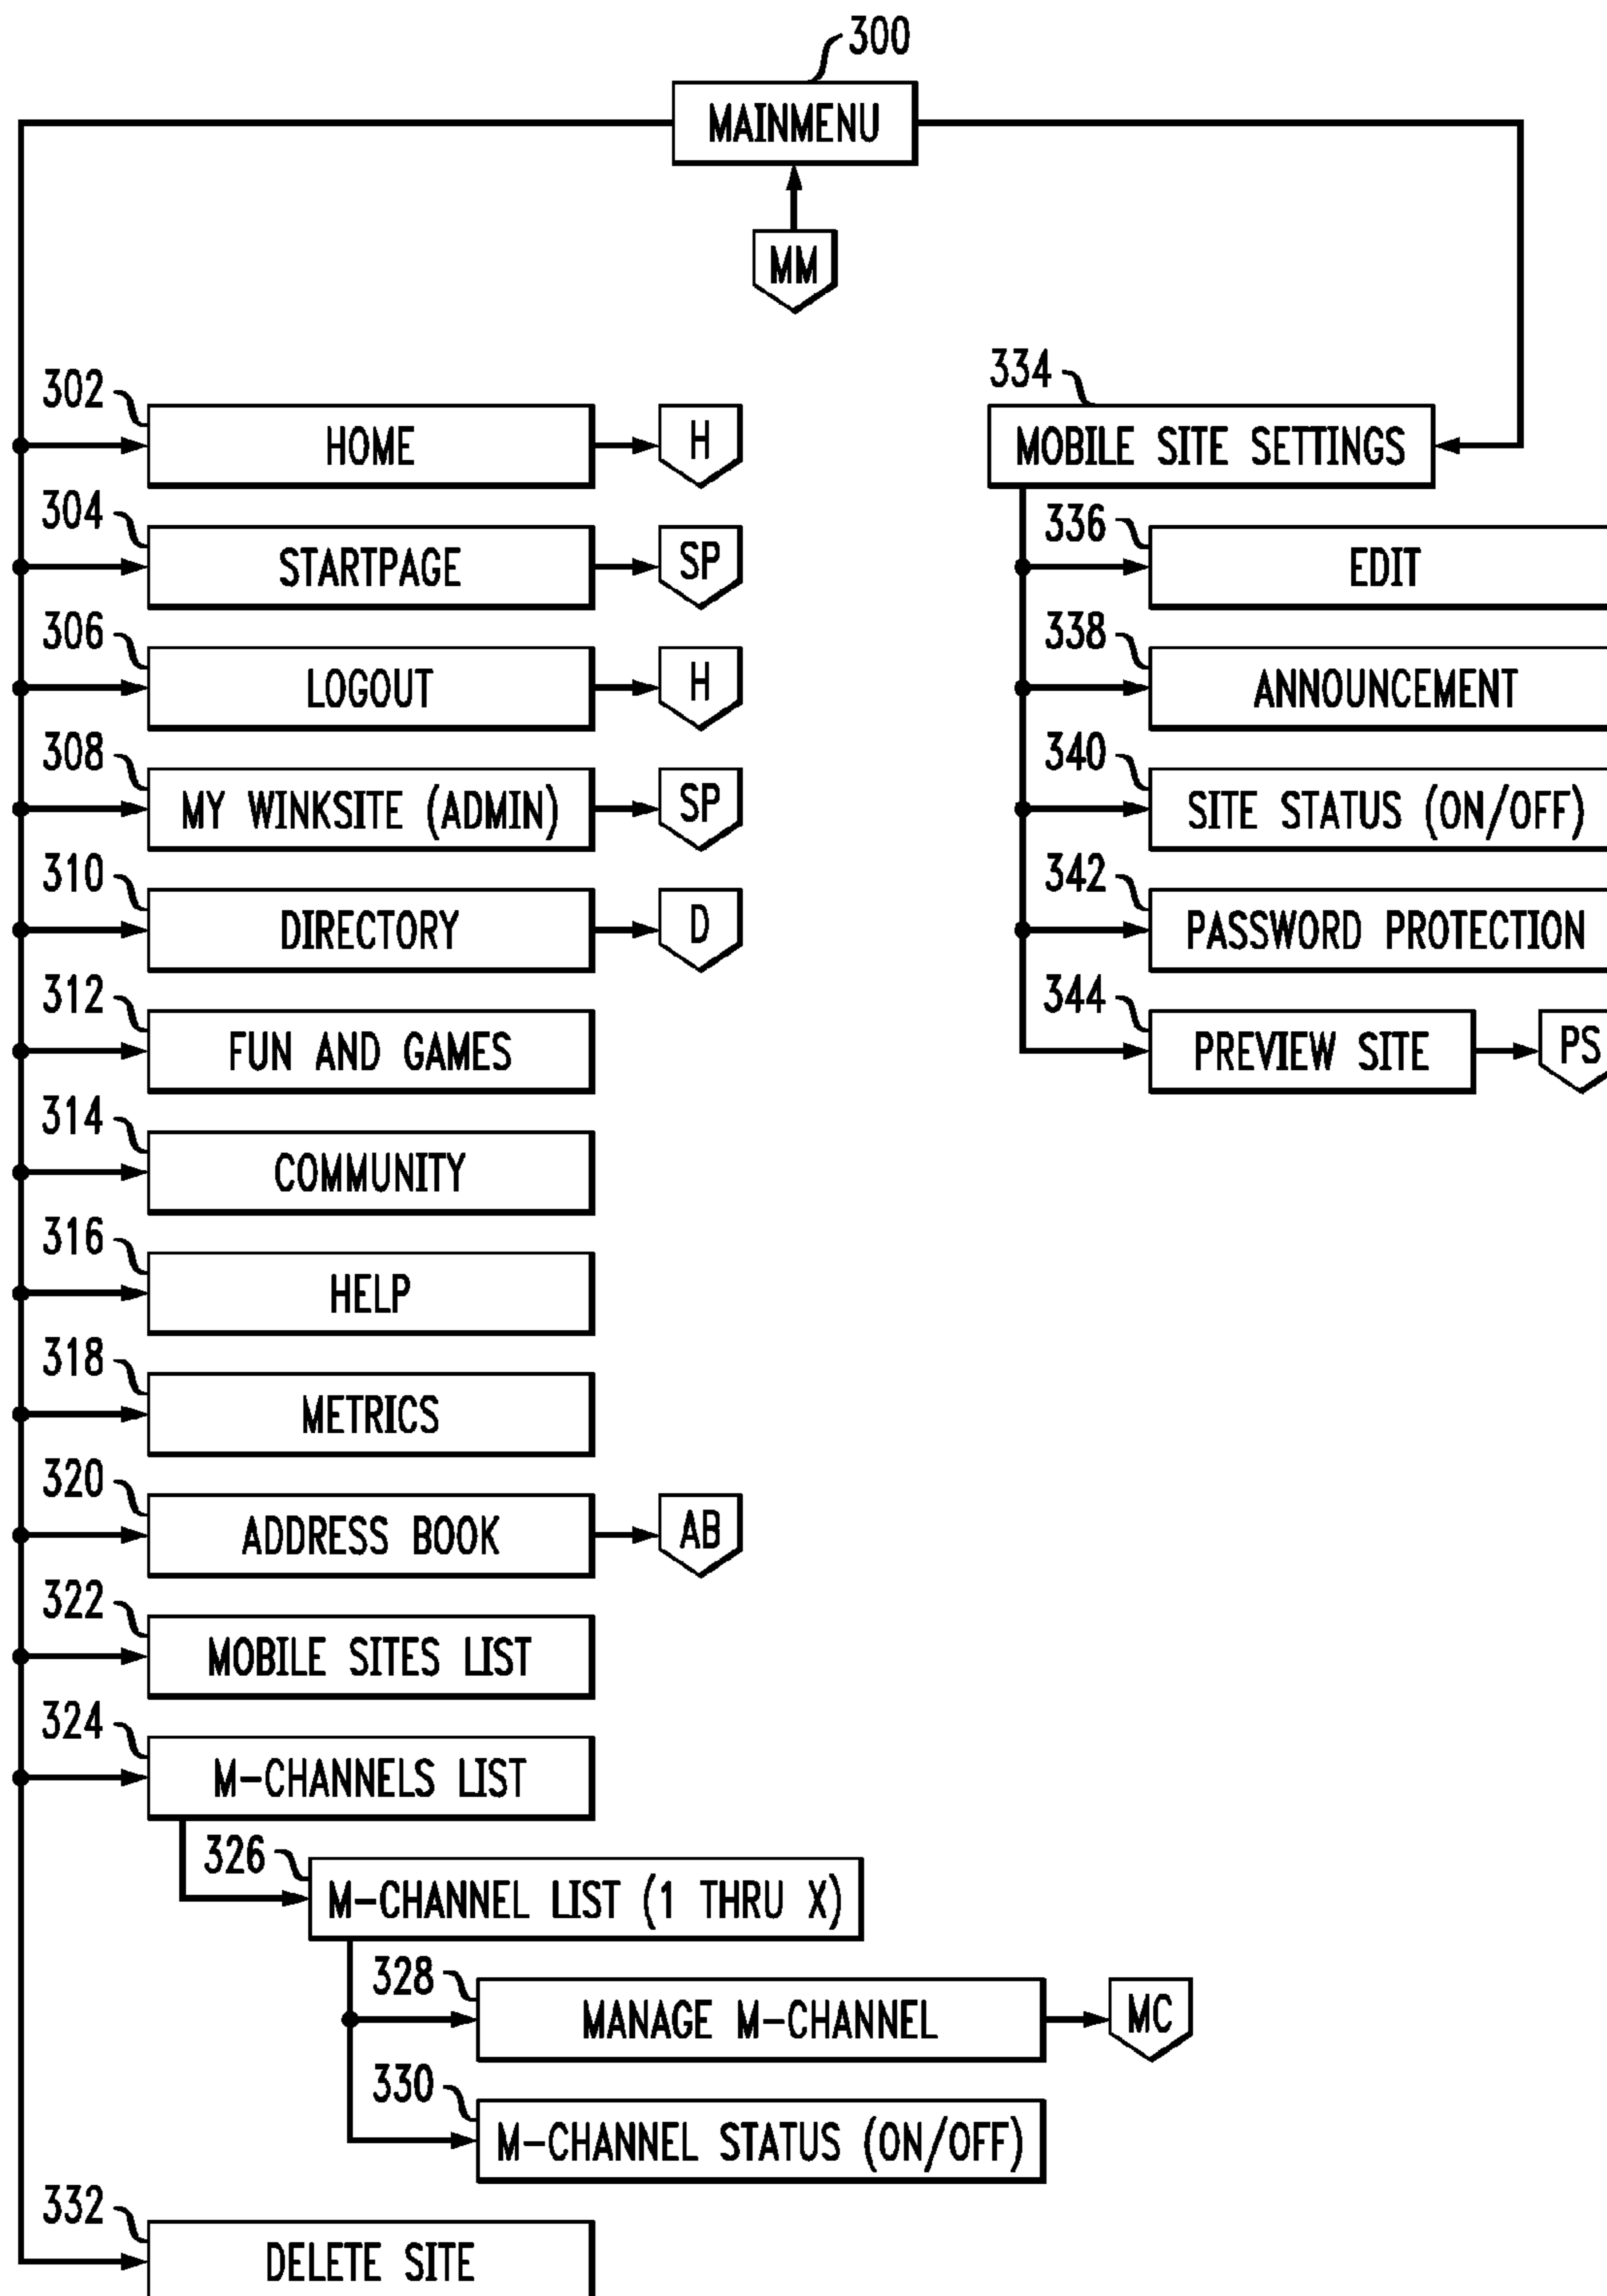 300
MAINMENU
MM
302
HOME
H
304
STARTPAGE
SP
306
LOGOUT
H
308
MY WINKSITE (ADMIN)
SP
310
DIRECTORY
D
312
FUN AND GAMES
314
COMMUNITY
316
HELP
318
METRICS
320
ADDRESS BOOK
AB
322
MOBILE SITES LIST
324
M-CHANNELS LIST
326
M-CHANNEL LIST (1 THRU X)
328
MANAGE M-CHANNEL
MC
330
M-CHANNEL STATUS (ON/OFF)
332
DELETE SITE
334
MOBILE SITE SETTINGS
336
EDIT
338
ANNOUNCEMENT
340
SITE STATUS (ON/OFF)
342
PASSWORD PROTECTION
344
PREVIEW SITE
PS